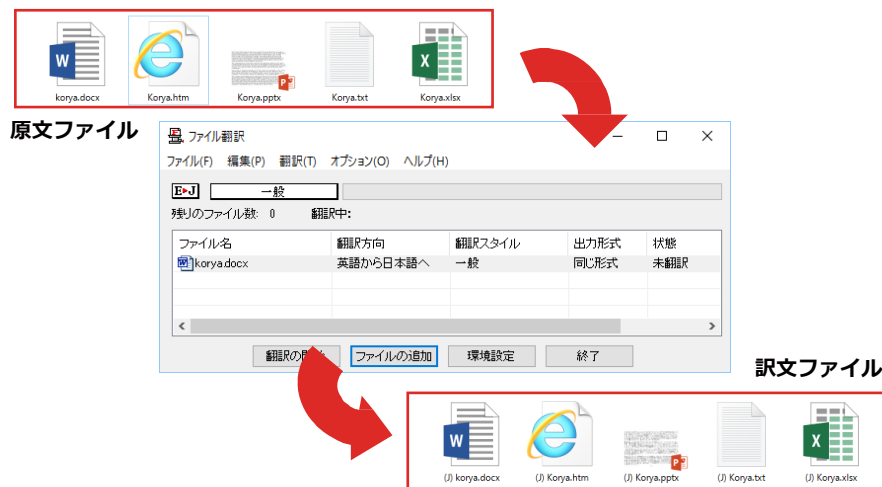 korya.docx Korya.htm Korya.pptx Korya.txt Korya.xlsx
原文ファイル
ファイル翻訳
ファイル(F) 編集(P) 翻訳(T) オプション(O) ヘルプ(H)
E▸J 一般
残りのファイル数: 0 翻訳中:
ファイル名 翻訳方向 翻訳スタイル 出力形式 状態
korya.docx 英語から日本語へ 一般 同じ形式 未翻訳
翻訳の ファイルの追加 環境設定 終了
訳文ファイル
(J) korya.docx (J) Korya.htm (J) Korya.pptx (J) Korya.txt (J) Korya.xlsx